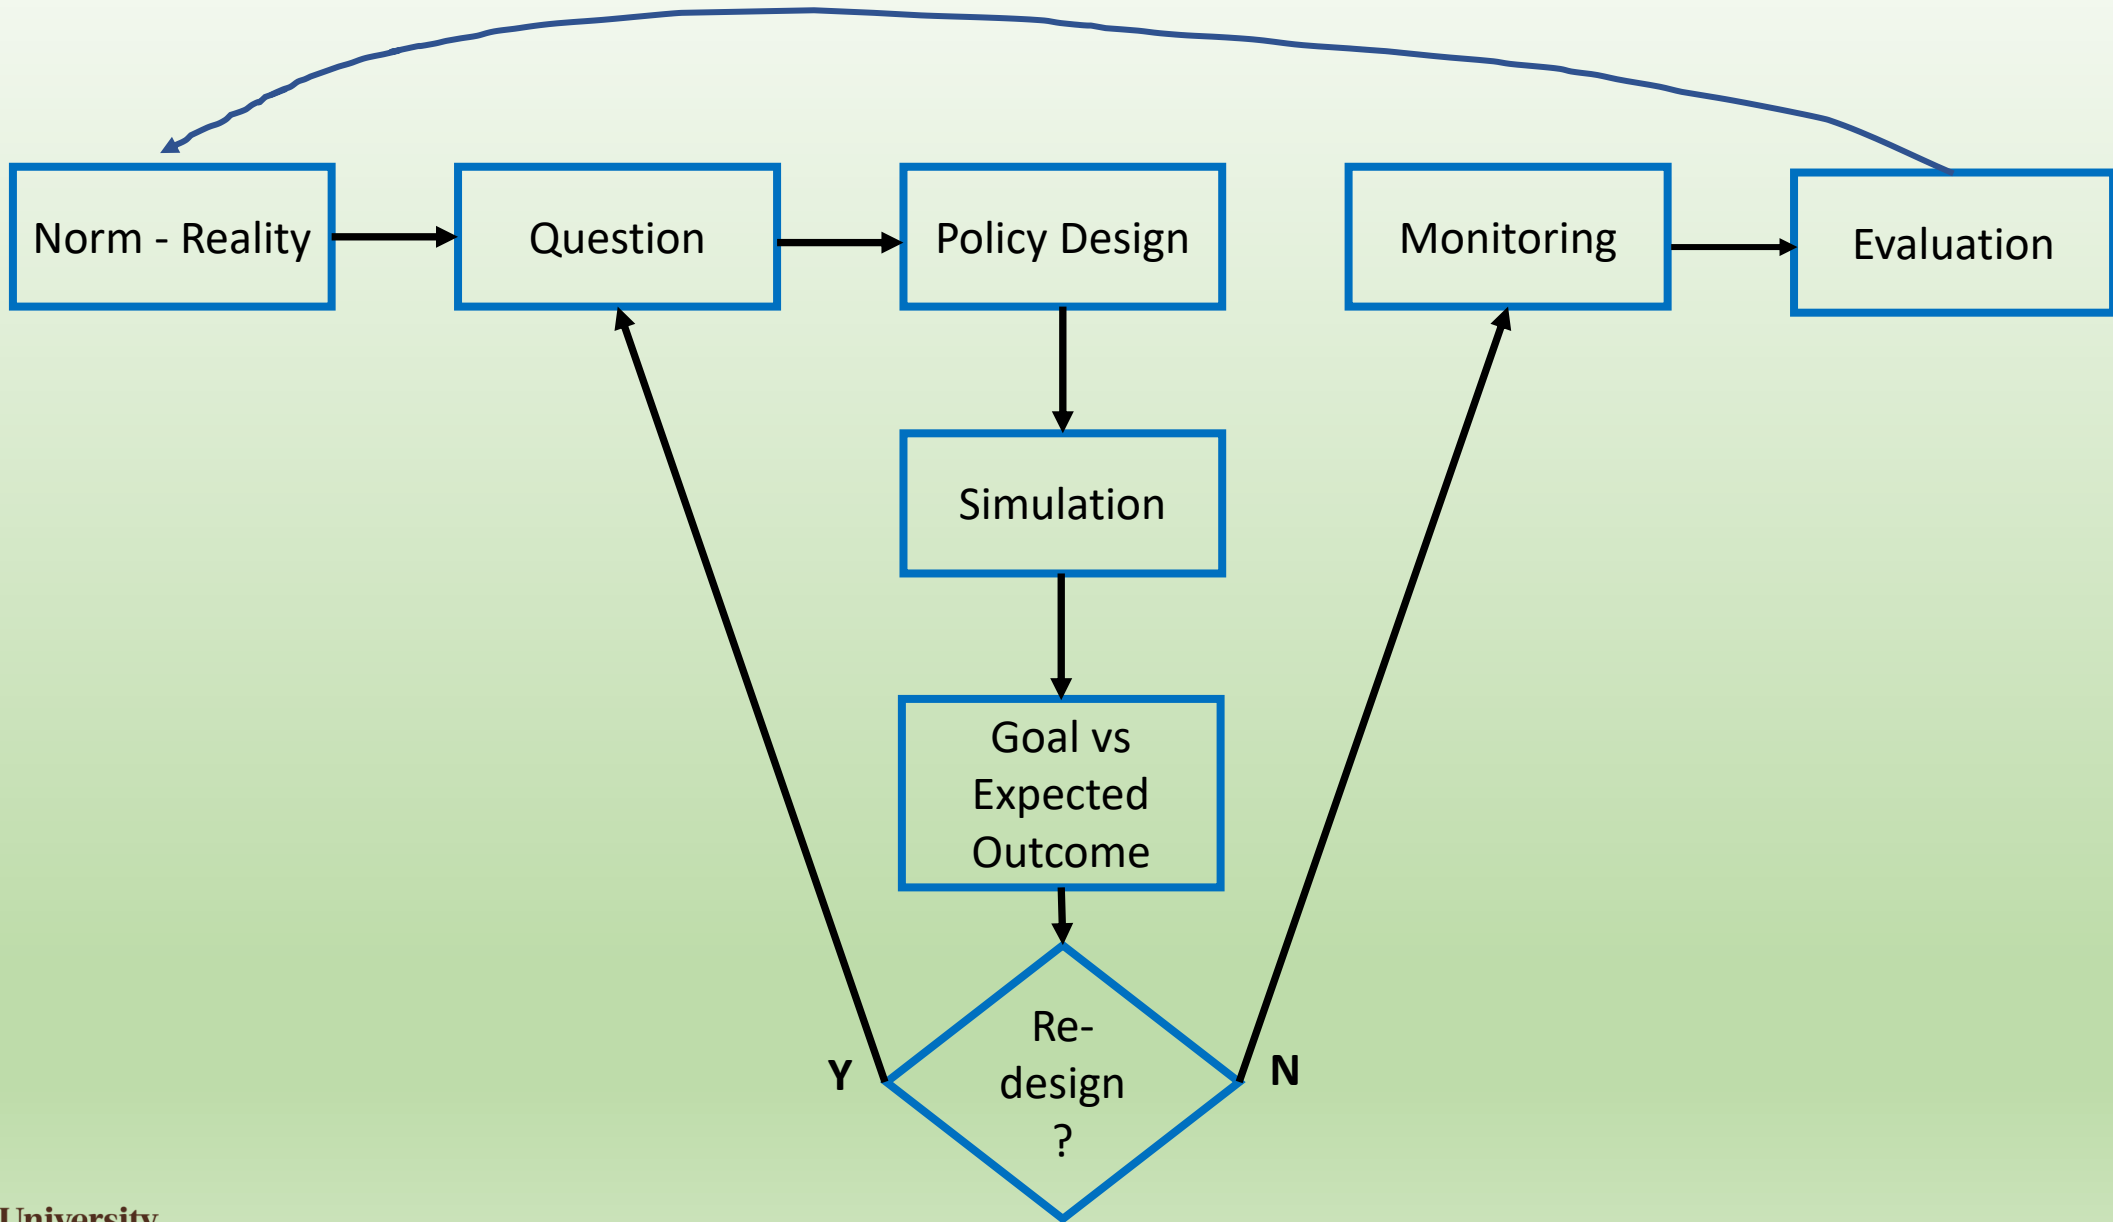 Norm - Reality
Question
Policy Design
Monitoring
Evaluation
Simulation
Goal vs
Expected
Outcome
Re-
design
?
Y
N
University